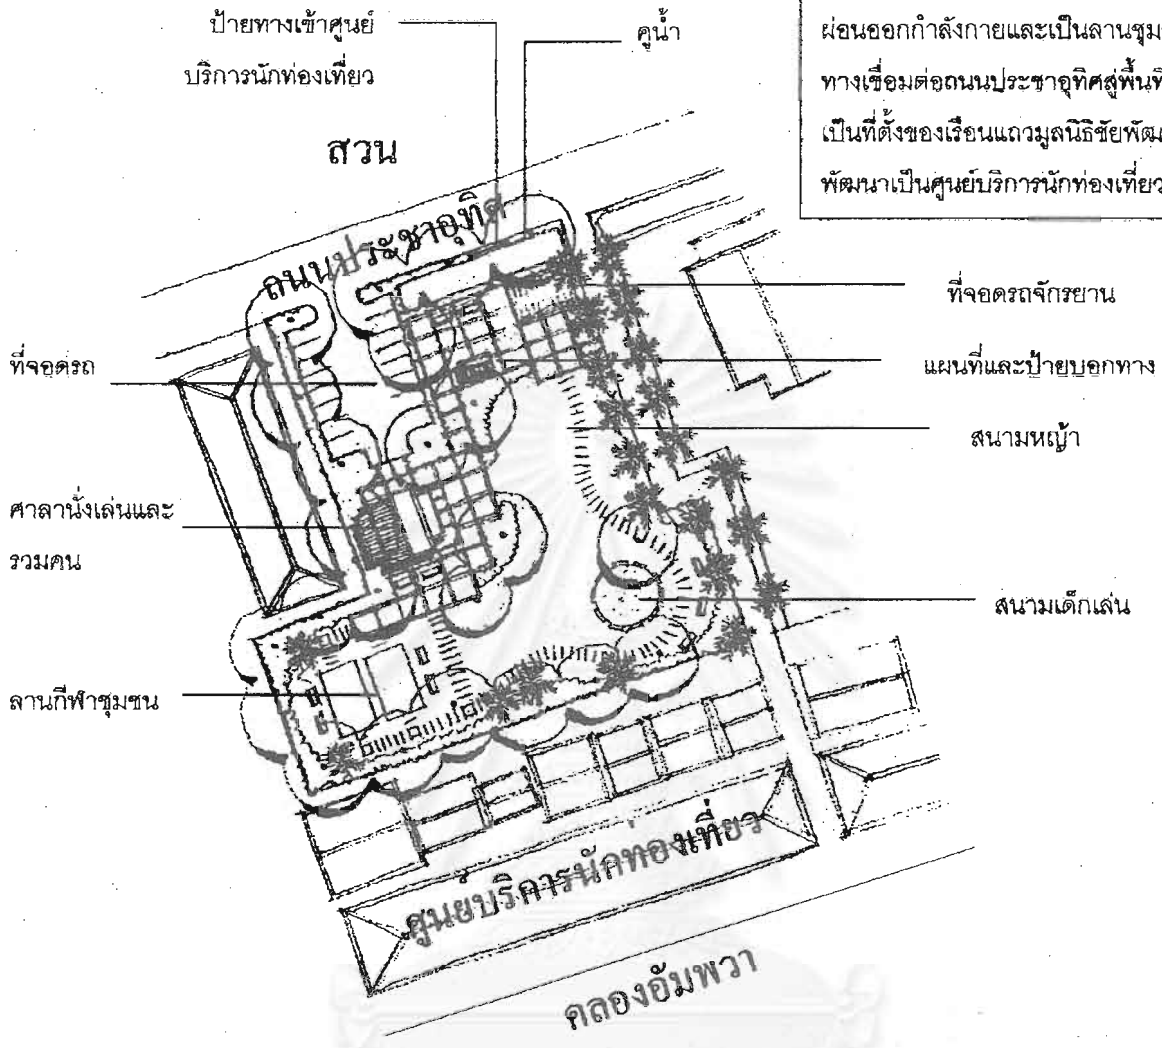 ป้ายทางเข้าศูนย์
บริการนักท่องเที่ยว
คูน้ำ
ผ่อนออกกำลังกายและเป็นลานชุม
ทางเชื่อมต่อถนนประชาอุทิศสู่พื้นที่
เป็นที่ตั้งของเรือนแถวมูลนิธิชัยพัฒ
พัฒนาเป็นศูนย์บริการนักท่องเที่ยว
สวน
ถนนประชาอุทิศ
ที่จอดรถจักรยาน
ที่จอดรถ
แผนที่และป้ายบอกทาง
สนามหญ้า
ศาลานั่งเล่นและ
รวมคน
สนามเด็กเล่น
ลานกีฬาชุมชน
ศูนย์บริการนักท่องเที่ยว
คลองอัมพวา